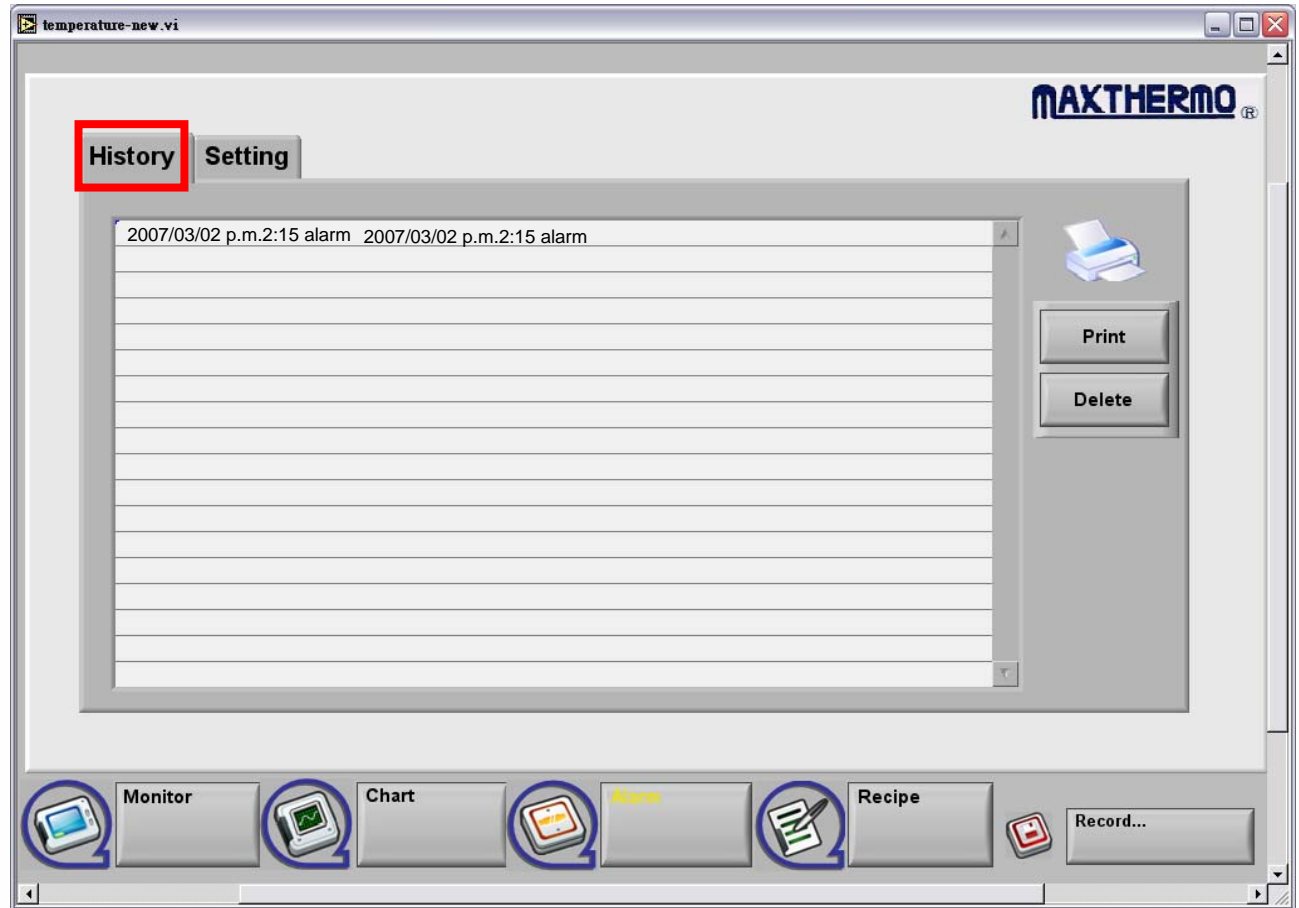 temperature-new.vi
MAXTHERMO ®
History Setting
2007/03/02 p.m.2:15 alarm 2007/03/02 p.m.2:15 alarm
Print
Delete
Monitor Chart Alarm Recipe
Record...